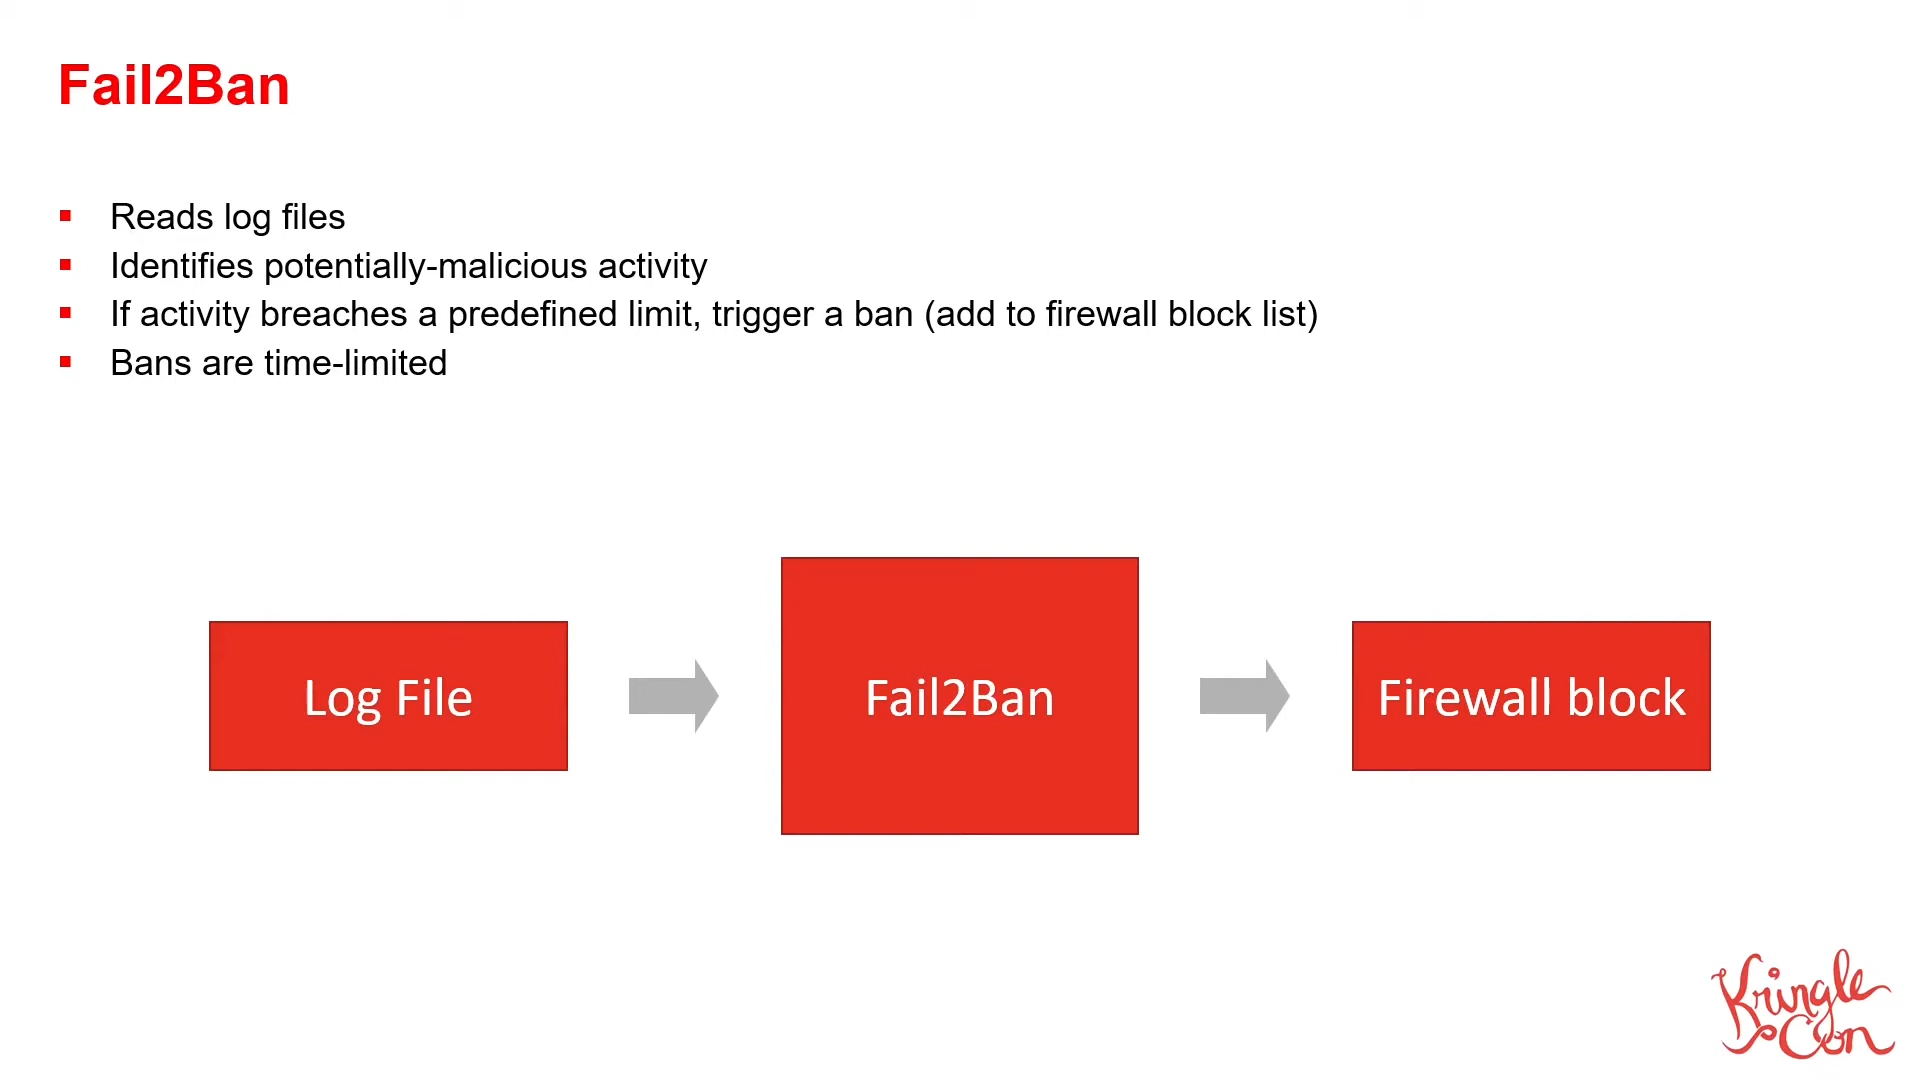 Fail2Ban
Reads log files
Identifies potentially-malicious activity
If activity breaches a predefined limit, trigger a ban (add to firewall block list)
Bans are time-limited
Log File
Fail2Ban
Firewall block
Kringle
Con